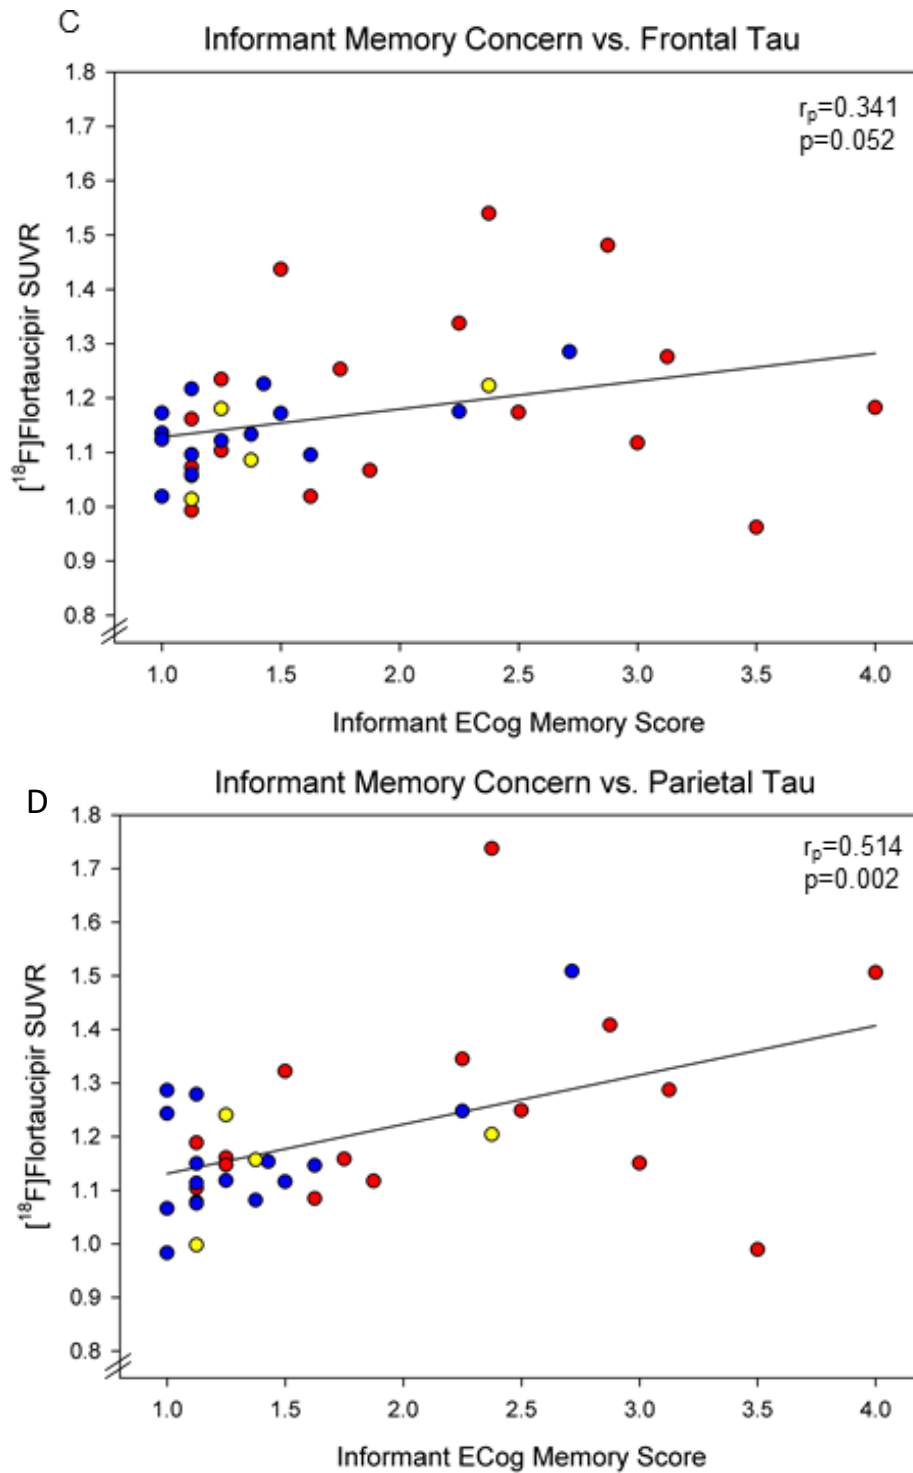 C
Informant Memory Concern vs. Frontal Tau
rp=0.341
p=0.052
[18F]Flortaucipir SUVR
1.8
1.7
1.6
1.5
1.4
1.3
1.2
1.1
1.0
0.9
0.8
1.0 1.5 2.0 2.5 3.0 3.5 4.0
Informant ECog Memory Score
D
Informant Memory Concern vs. Parietal Tau
rp=0.514
p=0.002
[18F]Flortaucipir SUVR
1.8
1.7
1.6
1.5
1.4
1.3
1.2
1.1
1.0
0.9
0.8
1.0 1.5 2.0 2.5 3.0 3.5 4.0
Informant ECog Memory Score